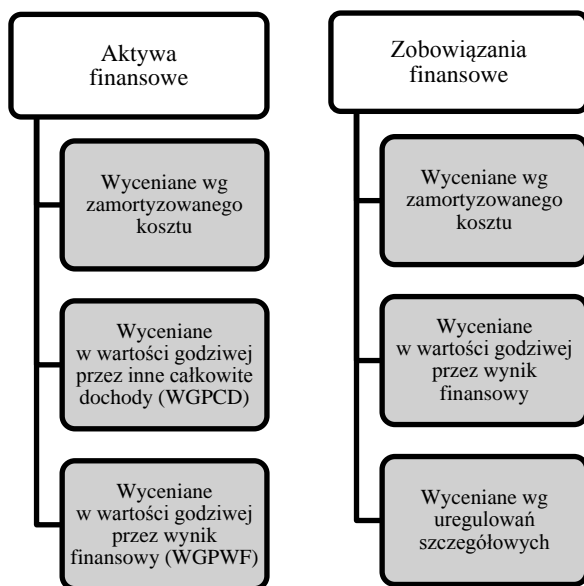 Aktywa
finansowe
Wyceniane wg
zamortyzowanego
kosztu
Wyceniane
w wartości godziwej
przez inne całkowite
dochody (WGPCD)
Wyceniane
w wartości godziwej
przez wynik
finansowy (WGPWF)
Zobowiązania
finansowe
Wyceniane wg
zamortyzowanego
kosztu
Wyceniane
w wartości godziwej
przez wynik
finansowy
Wyceniane wg
uregulowań
szczegółowych